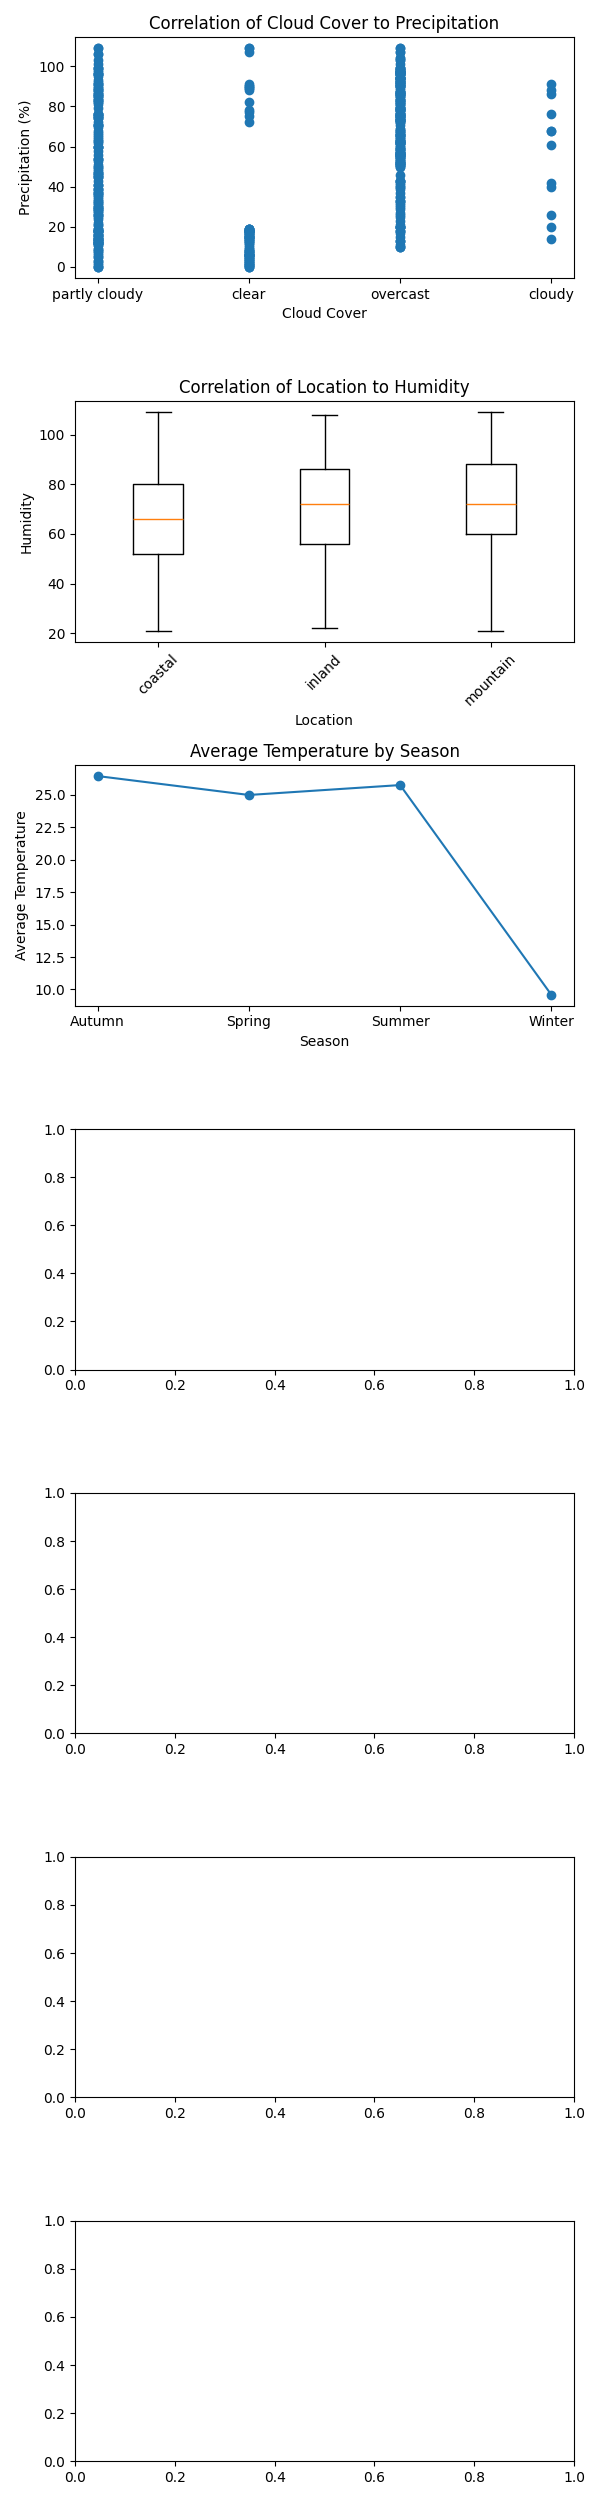 Correlation of Cloud Cover to Precipitation
Precipitation (%)
100
80
60
40
20
0
partly cloudy clear overcast cloudy
Cloud Cover
Correlation of Location to Humidity
Humidity
100
80
60
40
20
coastal inland mountain
Location
Average Temperature by Season
Average Temperature
25.0
22.5
20.0
17.5
15.0
12.5
10.0
Autumn Spring Summer Winter
Season
1.0
0.8
0.6
0.4
0.2
0.0
0.0 0.2 0.4 0.6 0.8 1.0
1.0
0.8
0.6
0.4
0.2
0.0
0.0 0.2 0.4 0.6 0.8 1.0
1.0
0.8
0.6
0.4
0.2
0.0
0.0 0.2 0.4 0.6 0.8 1.0
1.0
0.8
0.6
0.4
0.2
0.0
0.0 0.2 0.4 0.6 0.8 1.0